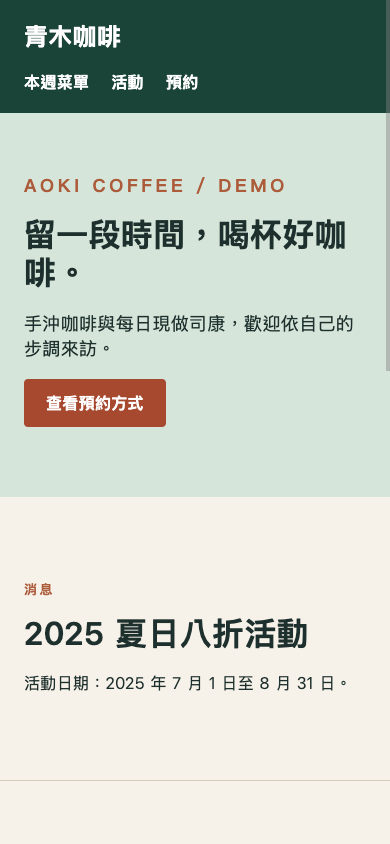 青木咖啡
本週菜單 活動 預約
AOKI COFFEE / DEMO
留一段時間，喝杯好咖
啡。
手沖咖啡與每日現做司康，歡迎依自己的
步調來訪。
查看預約方式
消息
2025 夏日八折活動
活動日期：2025 年 7 月 1 日至 8 月 31 日。